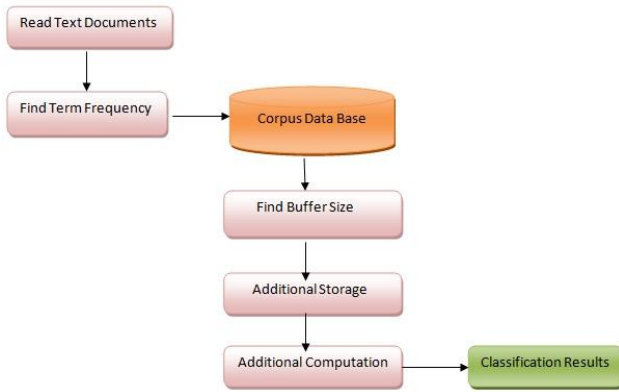 Read Text Documents
Find Term Frequency
Corpus Data Base
Find Buffer Size
Additional Storage
Additional Computation
Classification Results